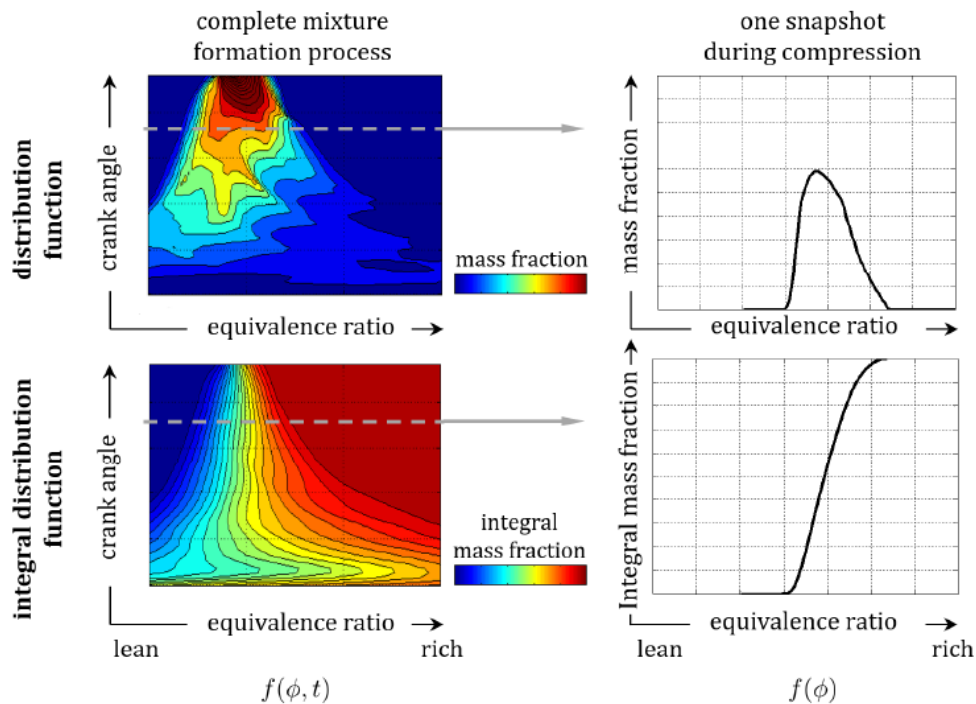 complete mixture
formation process
one snapshot
during compression
distribution
function
crank angle
mass fraction
equivalence ratio
mass fraction
equivalence ratio
integral distribution
function
crank angle
integral
mass fraction
equivalence ratio
lean
rich
f(ϕ, t)
Integral mass fraction
equivalence ratio
lean
rich
f(ϕ)